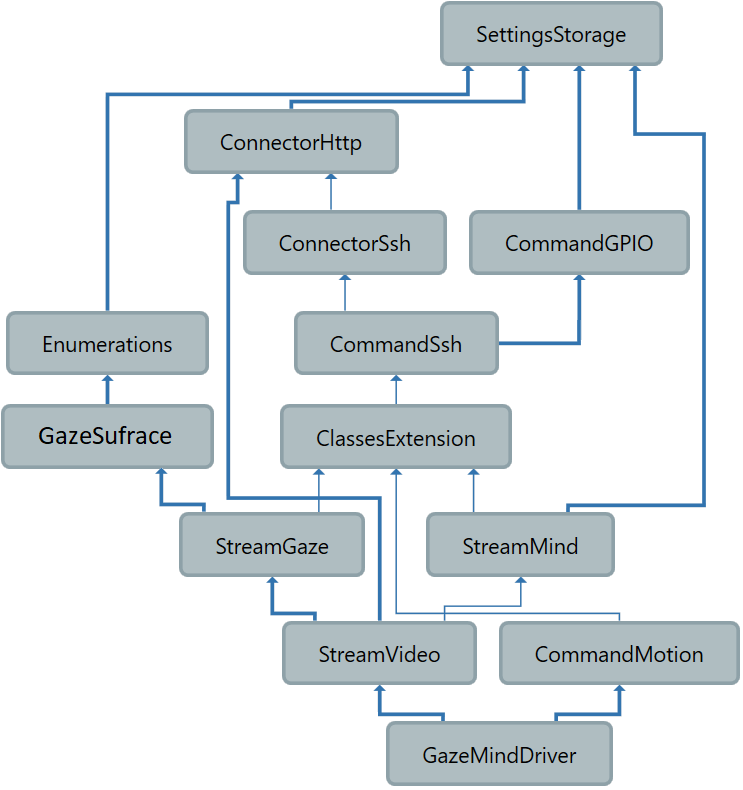 SettingsStorage
ConnectorHttp
ConnectorSsh
CommandGPIO
Enumerations
CommandSsh
GazeSufrace
ClassesExtension
StreamGaze
StreamMind
StreamVideo
CommandMotion
GazeMindDriver